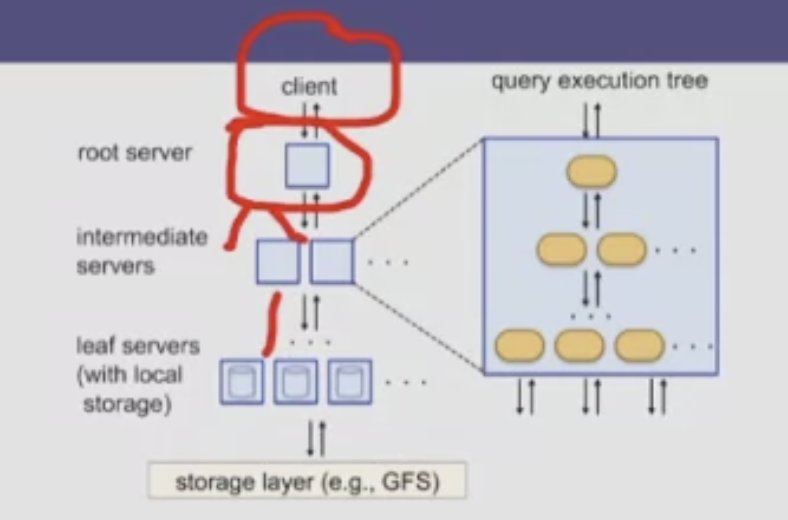 client
query execution tree
root server
intermediate
servers
leaf servers
(with local
storage)
storage layer (e.g., GFS)